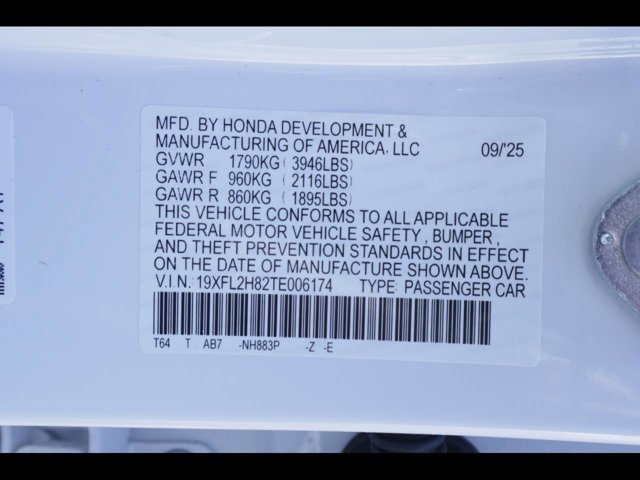 MFD. BY HONDA DEVELOPMENT &
MANUFACTURING OF AMERICA, LLC 09/'25
GVWR 1790KG ( 3946LBS)
GAWR F 960KG (2116LBS)
GAWR R 860KG (1895LBS)
THIS VEHICLE CONFORMS TO ALL APPLICABLE
FEDERAL MOTOR VEHICLE SAFETY , BUMPER ,
AND THEFT PREVENTION STANDARDS IN EFFECT
ON THE DATE OF MANUFACTURE SHOWN ABOVE.
V.I.N. 19XFL2H82TE006174 TYPE: PASSENGER CAR
T64 T AB7 -NH883P -Z -E